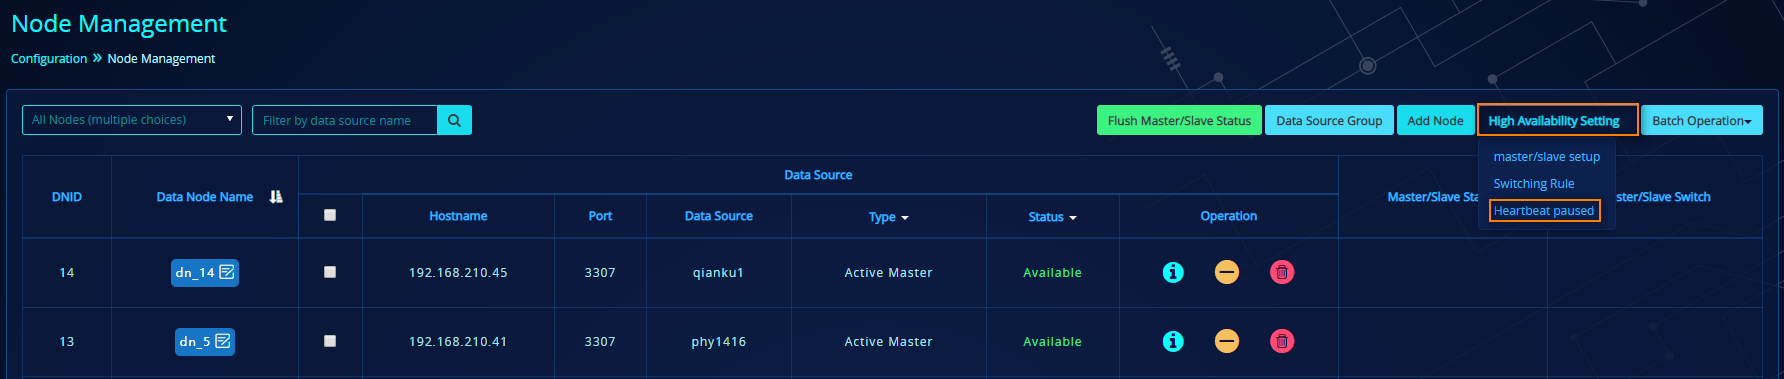 Node Management
Configuration » Node Management
All Nodes (multiple choices)
Filter by data source name
Flush Master/Slave Status
Data Source Group
Add Node
High Availability Setting
Batch Operation
master/slave setup
Switching Rule
Heartbeat paused
DNID
Data Node Name
Data Source
Master/Slave Sta
ter/Slave Switch
Hostname
Port
Data Source
Type
Status
Operation
14
dn_14
192.168.210.45
3307
qianku1
Active Master
Available
13
dn_5
192.168.210.41
3307
phy1416
Active Master
Available